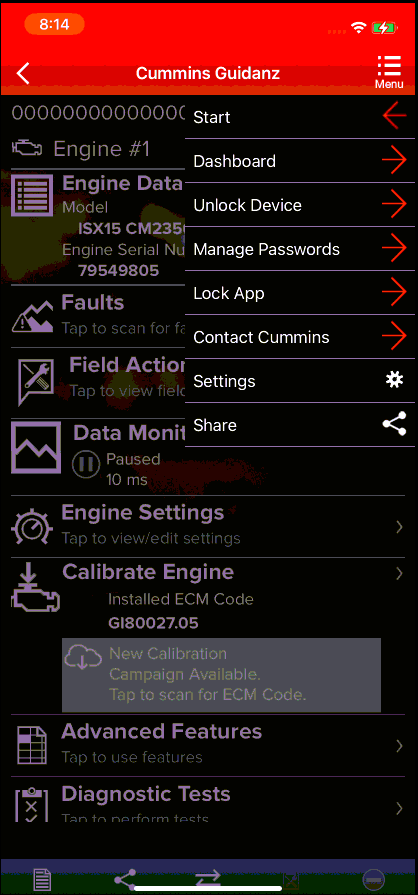 8:14
Cummins Guidanz
Menu
Start
Dashboard
Unlock Device
Manage Passwords
Lock App
Contact Cummins
Settings
Share
Engine #1
Engine Data
Model
ISX15 CM235
Engine Serial Nu
79549805
Faults
Tap to scan for fa
Field Action
Tap to view field
Data Monit
Paused
10 ms
Engine Settings
Tap to view/edit settings
Calibrate Engine
Installed ECM Code
GI80027.05
New Calibration
Campaign Available.
Tap to scan for ECM Code.
Advanced Features
Tap to use features
Diagnostic Tests
Tap to perform tests